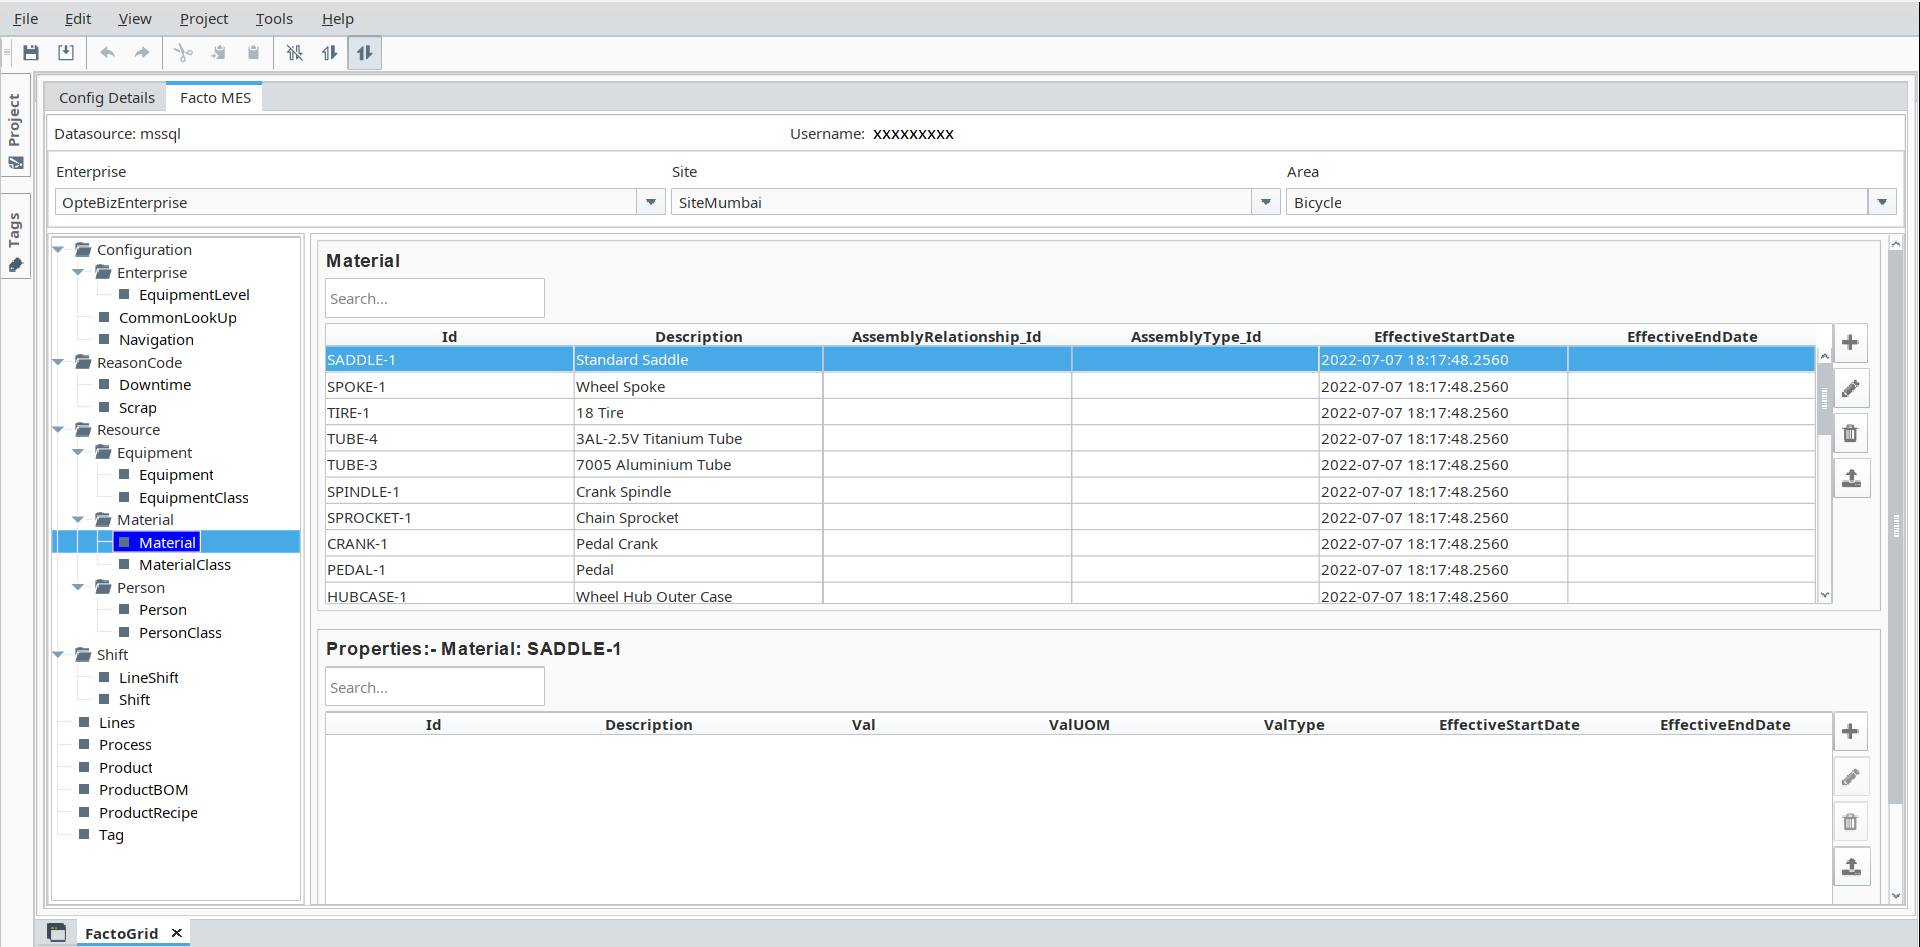 File Edit View Project Tools Help
Project
Tags
Config Details Facto MES
Datasource: mssql Username: xxxxxxxxx
Enterprise Site Area
OpteBizEnterprise SiteMumbai Bicycle
Configuration
Enterprise
EquipmentLevel
CommonLookUp
Navigation
ReasonCode
Downtime
Scrap
Resource
Equipment
Equipment
EquipmentClass
Material
Material
MaterialClass
Person
Person
PersonClass
Shift
LineShift
Shift
Lines
Process
Product
ProductBOM
ProductRecipe
Tag
Material
Search...
Id Description AssemblyRelationship_Id AssemblyType_Id EffectiveStartDate EffectiveEndDate
SADDLE-1 Standard Saddle 2022-07-07 18:17:48.2560
SPOKE-1 Wheel Spoke 2022-07-07 18:17:48.2560
TIRE-1 18 Tire 2022-07-07 18:17:48.2560
TUBE-4 3AL-2.5V Titanium Tube 2022-07-07 18:17:48.2560
TUBE-3 7005 Aluminium Tube 2022-07-07 18:17:48.2560
SPINDLE-1 Crank Spindle 2022-07-07 18:17:48.2560
SPROCKET-1 Chain Sprocket 2022-07-07 18:17:48.2560
CRANK-1 Pedal Crank 2022-07-07 18:17:48.2560
PEDAL-1 Pedal 2022-07-07 18:17:48.2560
HUBCASE-1 Wheel Hub Outer Case 2022-07-07 18:17:48.2560
Properties:- Material: SADDLE-1
Search...
Id Description Val ValUOM ValType EffectiveStartDate EffectiveEndDate
FactoGrid